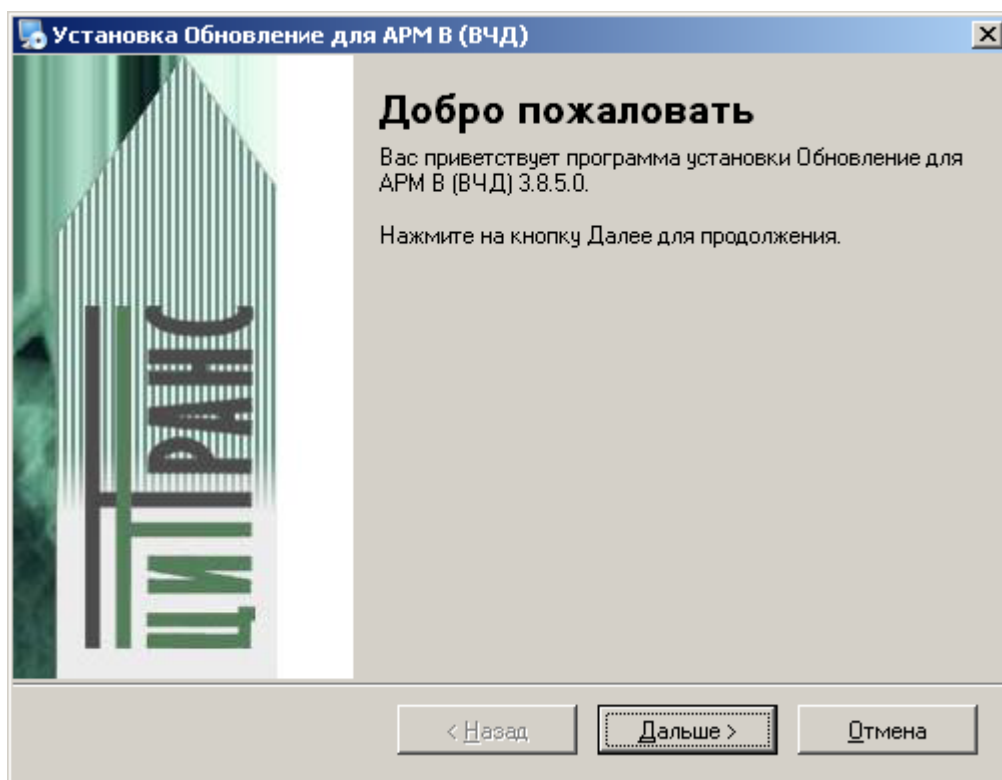 Установка Обновление для АРМ В (ВЧД)
Добро пожаловать
Вас приветствует программа установки Обновление для
АРМ В (ВЧД) 3.8.5.0.
Нажмите на кнопку Далее для продолжения.
ЦИТТРАНС
< Назад
Дальше >
Отмена